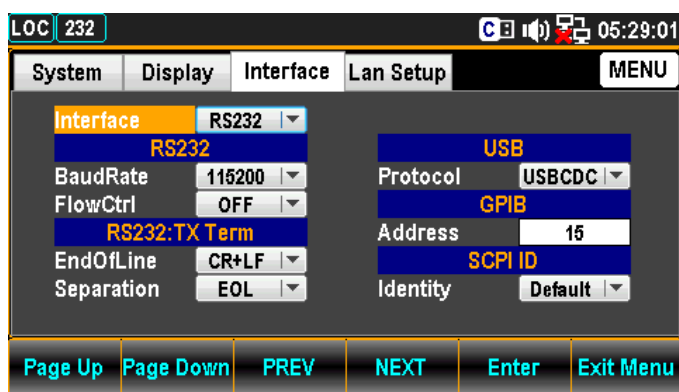 LOC 232 C 05:29:01
System Display Interface Lan Setup MENU
Interface RS232
RS232 USB
BaudRate 115200 Protocol USBCDC
FlowCtrl OFF GPIB
RS232:TX Term Address 15
EndOfLine CR+LF SCPI ID
Separation EOL Identity Default
Page Up Page Down PREV NEXT Enter Exit Menu